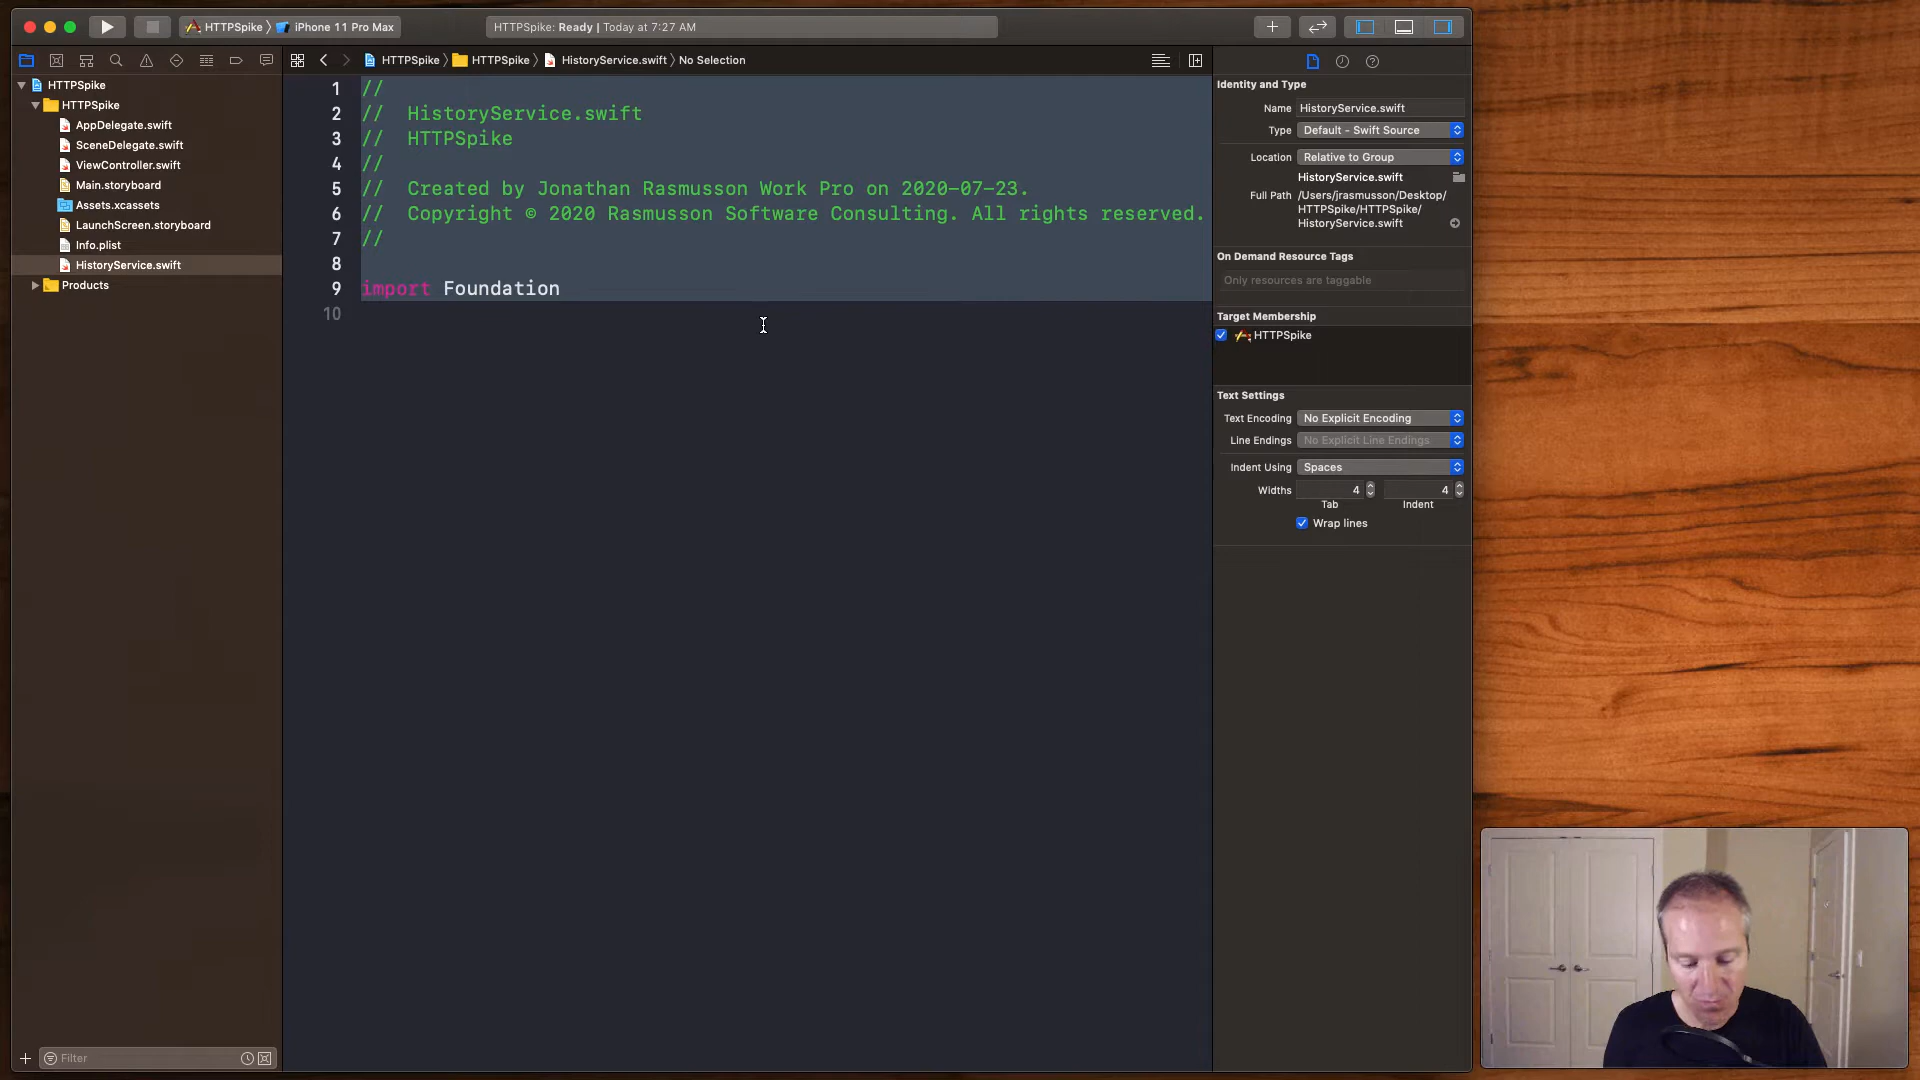 HTTPSpike
iPhone 11 Pro Max
HTTPSpike: Ready | Today at 7:27 AM
HTTPSpike
HTTPSpike
AppDelegate.swift
SceneDelegate.swift
ViewController.swift
Main.storyboard
Assets.xcassets
LaunchScreen.storyboard
Info.plist
HistoryService.swift
Products
Filter
HTTPSpike
HTTPSpike
HistoryService.swift
No Selection
1 //
2 //  HistoryService.swift
3 //  HTTPSpike
4 //
5 //  Created by Jonathan Rasmusson Work Pro on 2020-07-23.
6 //  Copyright © 2020 Rasmusson Software Consulting. All rights reserved.
7 //
8
9 import Foundation
10
Identity and Type
Name HistoryService.swift
Type Default - Swift Source
Location Relative to Group
HistoryService.swift
Full Path /Users/jrasmusson/Desktop/
HTTPSpike/HTTPSpike/
HistoryService.swift
On Demand Resource Tags
Only resources are taggable
Target Membership
HTTPSpike
Text Settings
Text Encoding No Explicit Encoding
Line Endings No Explicit Line Endings
Indent Using Spaces
Widths 4 4
Tab Indent
Wrap lines